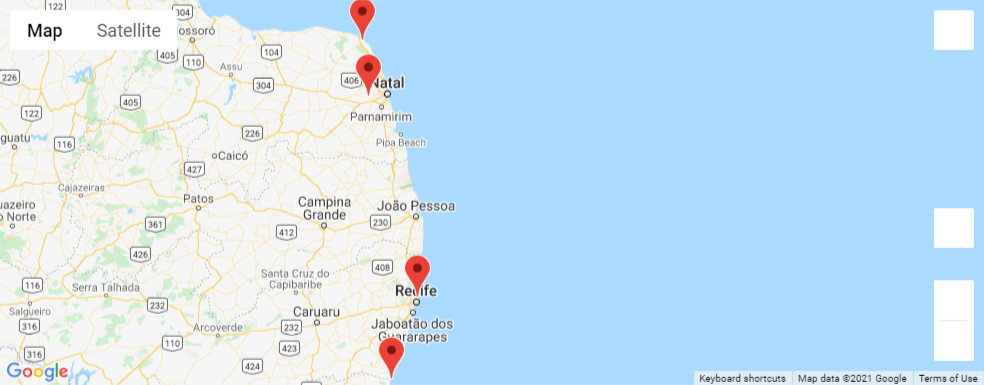 122
304
Map
Satellite
ossoró
405
104
110
Assu
226
304
406
Natal
405
122
Parnamirim
226
Pipa Beach
guatu
116
Caicó
427
Cajazeiras
Patos
Campina
Grande
João Pessoa
uazeiro
o Norte
361
230
412
426
408
Santa Cruz do
Capibaribe
116
Serra Talhada
Recife
232
Salgueiro
Caruaru
316
Arcoverde
232
Jaboatão dos
Guararapes
110
423
316
424
Google
Keyboard shortcuts
Map data ©2021 Google
Terms of Use